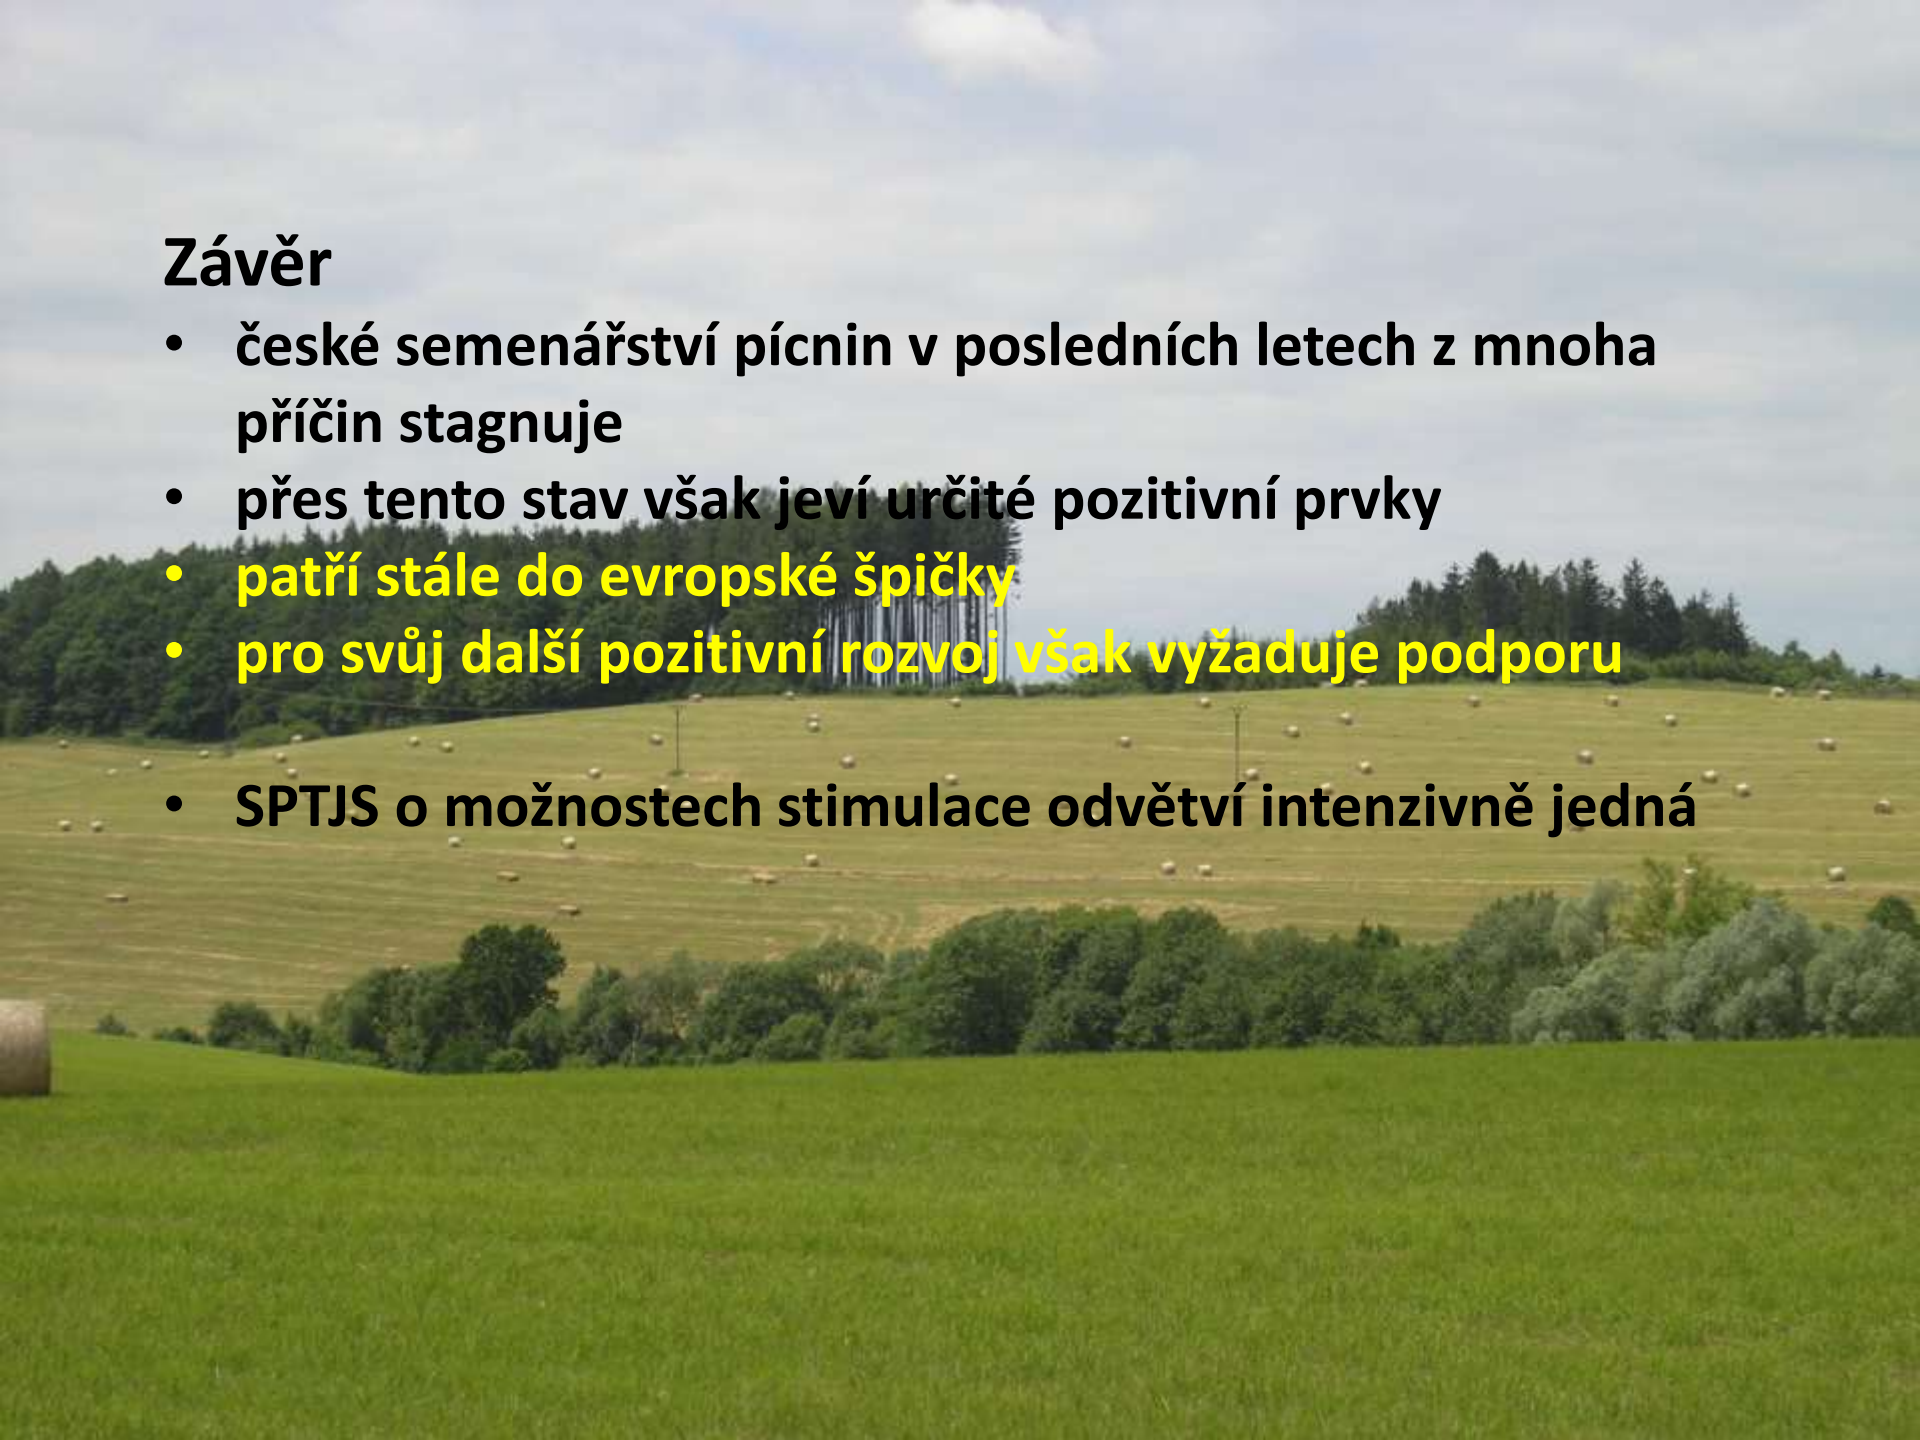 Závěr
• české semenářství pícnin v posledních letech z mnoha
příčin stagnuje
• přes tento stav však jeví určité pozitivní prvky
• patří stále do evropské špičky
• pro svůj další pozitivní rozvoj však vyžaduje podporu
• SPTJS o možnostech stimulace odvětví intenzivně jedná